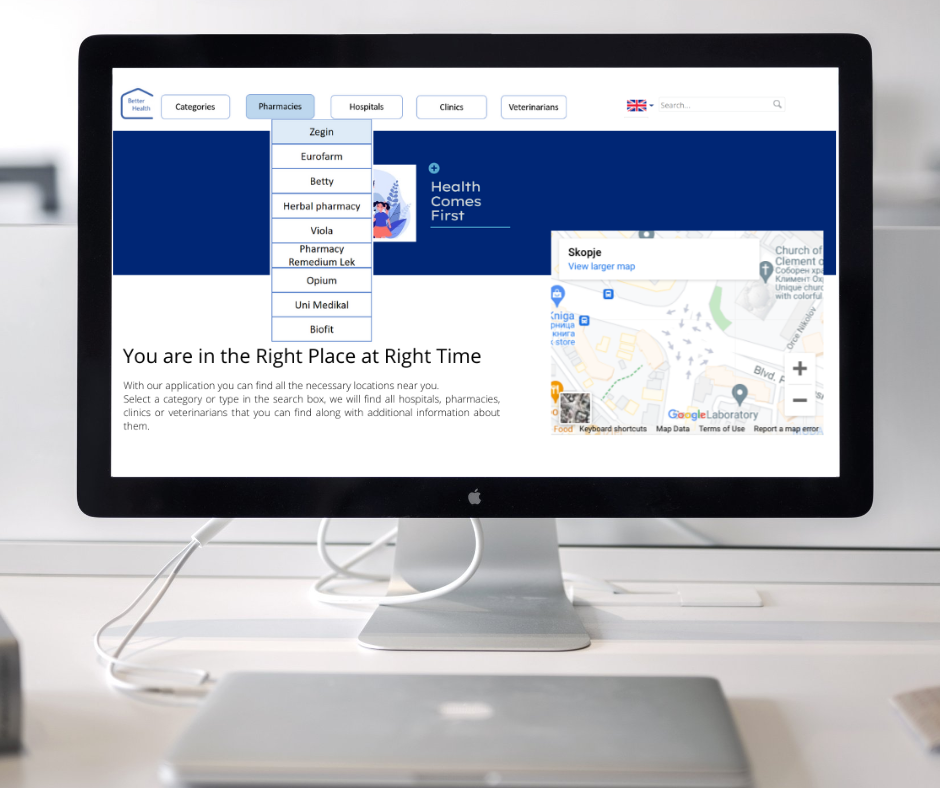 Better
Health
Categories
Pharmacies
Hospitals
Clinics
Veterinarians
Search...
Zegin
Eurofarm
Betty
Herbal pharmacy
Viola
Pharmacy
Remedium Lek
Opium
Uni Medikal
Biofit
Health
Comes
First
You are in the Right Place at Right Time
With our application you can find all the necessary locations near you.
Select a category or type in the search box, we will find all hospitals, pharmacies,
clinics or veterinarians that you can find along with additional information about
them.
Skopje
View larger map
Church of
Clement o
Соборен хра
Климент Ох
Unique churc
with colorful
Kniga
рница
книга
k store
Orce Nikolov
Blvd.
Google
Laboratory
Food
Keyboard shortcuts
Map Data
Terms of Use
Report a map error